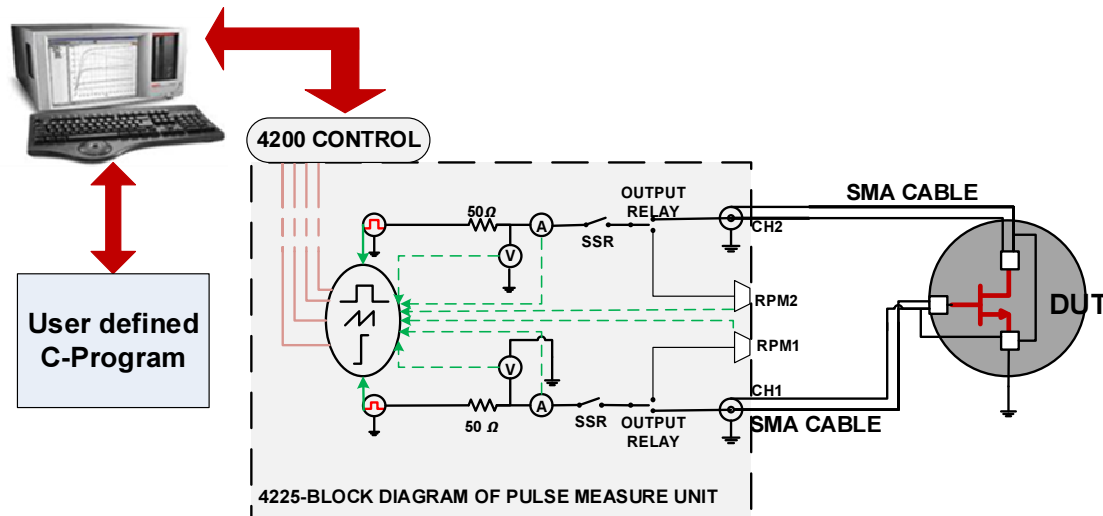 4200 CONTROL
SMA CABLE
OUTPUT
RELAY
50Ω
A
SSR
CH2
V
RPM2
DUT
User defined
C-Program
RPM1
V
CH1
A
50 Ω
SSR
OUTPUT
RELAY
SMA CABLE
4225-BLOCK DIAGRAM OF PULSE MEASURE UNIT